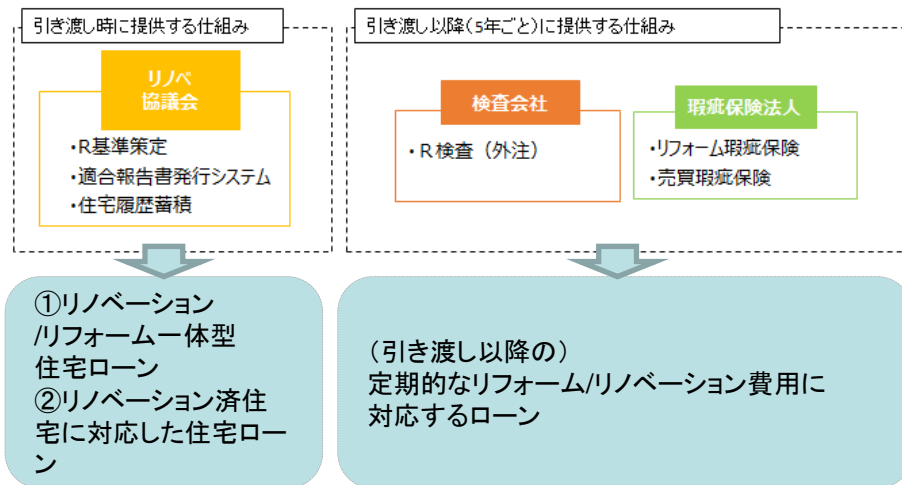 引き渡し時に提供する仕組み
リノベ
協議会
・R基準策定
・適合報告書発行システム
・住宅履歴蓄積
引き渡し以降(5年ごと)に提供する仕組み
検査会社
・R検査（外注）
瑕疵保険法人
・リフォーム瑕疵保険
・売買瑕疵保険
①リノベーション
/リフォーム一体型
住宅ローン
②リノベーション済住
宅に対応した住宅ロー
ン
（引き渡し以降の）
定期的なリフォーム/リノベーション費用に
対応するローン